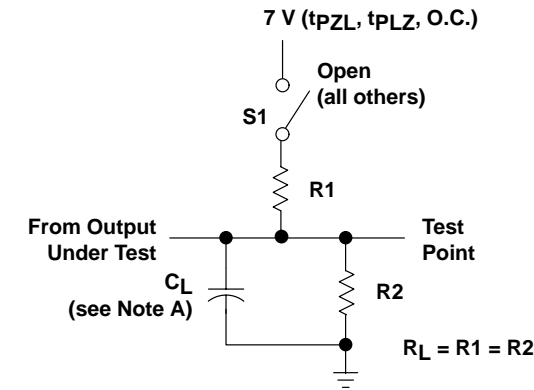 7 V (tPZL, tPLZ, O.C.)
Open
(all others)
S1
R1
From Output
Under Test
Test
Point
CL
(see Note A)
R2
RL = R1 = R2